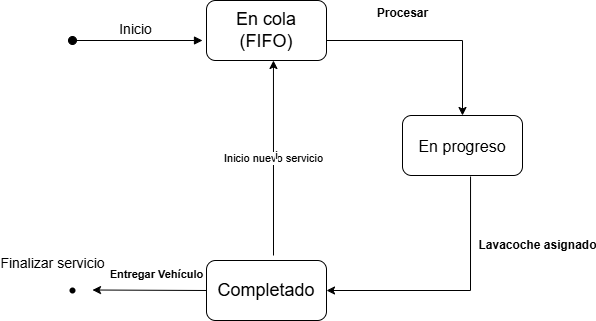 Inicio
En cola
(FIFO)
Procesar
En progreso
Inicio nuevo servicio
Lavacoche asignado
Finalizar servicio
Entregar Vehículo
Completado